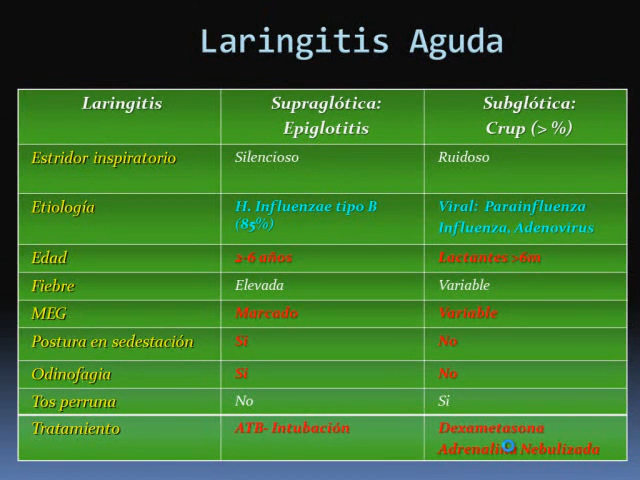 Laringitis Aguda
Laringitis Supraglótica: Subglótica:
Epiglotitis Crup (> %)
Estridor inspiratorio Silencioso Ruidoso
Etiología H. Influenzae tipo B Viral: Parainfluenza
(85%) Influenza, Adenovirus
Edad 2-6 años Lactantes >6m
Fiebre Elevada Variable
MEG Marcado Variable
Postura en sedestación Si No
Odinofagia Si No
Tos perruna No Si
Tratamiento ATB- Intubación Dexametasona
Adrenalina Nebulizada